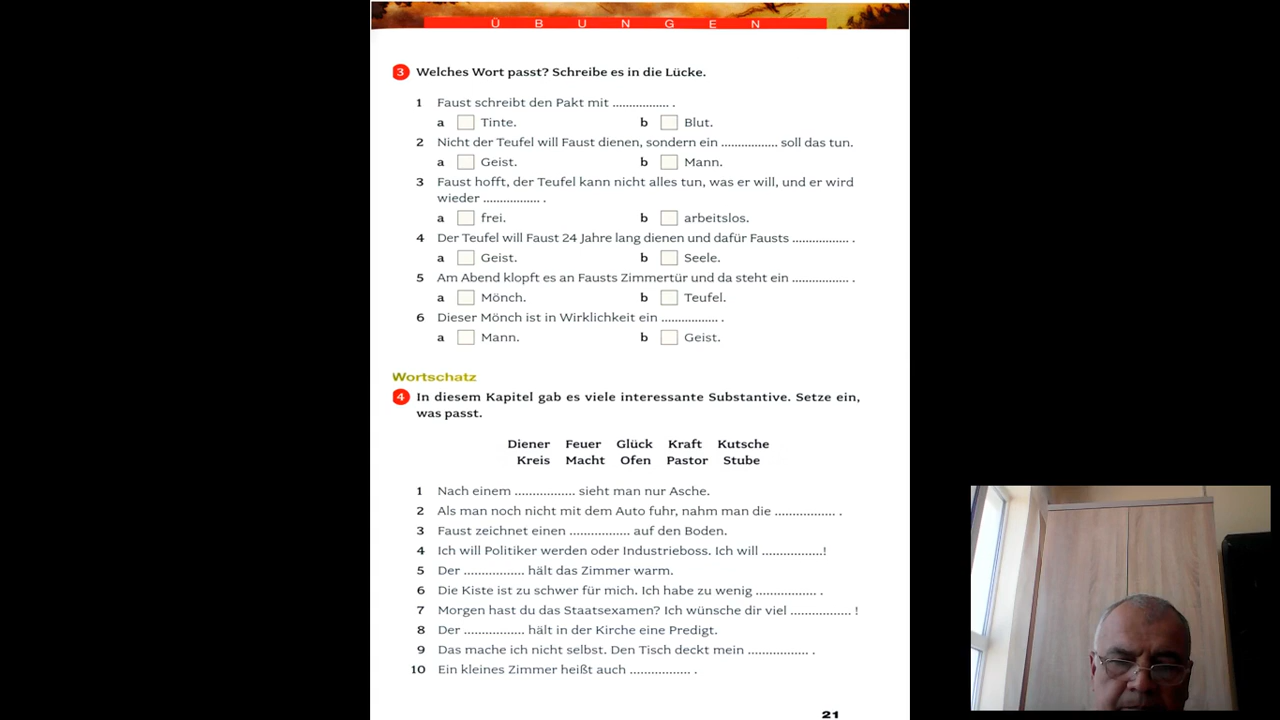 ÜBUNGEN
3 Welches Wort passt? Schreibe es in die Lücke.
1 Faust schreibt den Pakt mit ................. .
a Tinte. b Blut.
2 Nicht der Teufel will Faust dienen, sondern ein ................. soll das tun.
a Geist. b Mann.
3 Faust hofft, der Teufel kann nicht alles tun, was er will, und er wird
wieder ................. .
a frei. b arbeitslos.
4 Der Teufel will Faust 24 Jahre lang dienen und dafür Fausts ................. .
a Geist. b Seele.
5 Am Abend klopft es an Fausts Zimmertür und da steht ein ................. .
a Mönch. b Teufel.
6 Dieser Mönch ist in Wirklichkeit ein ................. .
a Mann. b Geist.
Wortschatz
4 In diesem Kapitel gab es viele interessante Substantive. Setze ein,
was passt.
Diener Feuer Glück Kraft Kutsche
Kreis Macht Ofen Pastor Stube
1 Nach einem ................. sieht man nur Asche.
2 Als man noch nicht mit dem Auto fuhr, nahm man die ................. .
3 Faust zeichnet einen ................. auf den Boden.
4 Ich will Politiker werden oder Industrieboss. Ich will .................!
5 Der ................. hält das Zimmer warm.
6 Die Kiste ist zu schwer für mich. Ich habe zu wenig ................. .
7 Morgen hast du das Staatsexamen? Ich wünsche dir viel ................. !
8 Der ................. hält in der Kirche eine Predigt.
9 Das mache ich nicht selbst. Den Tisch deckt mein ................. .
10 Ein kleines Zimmer heißt auch ................. .
21